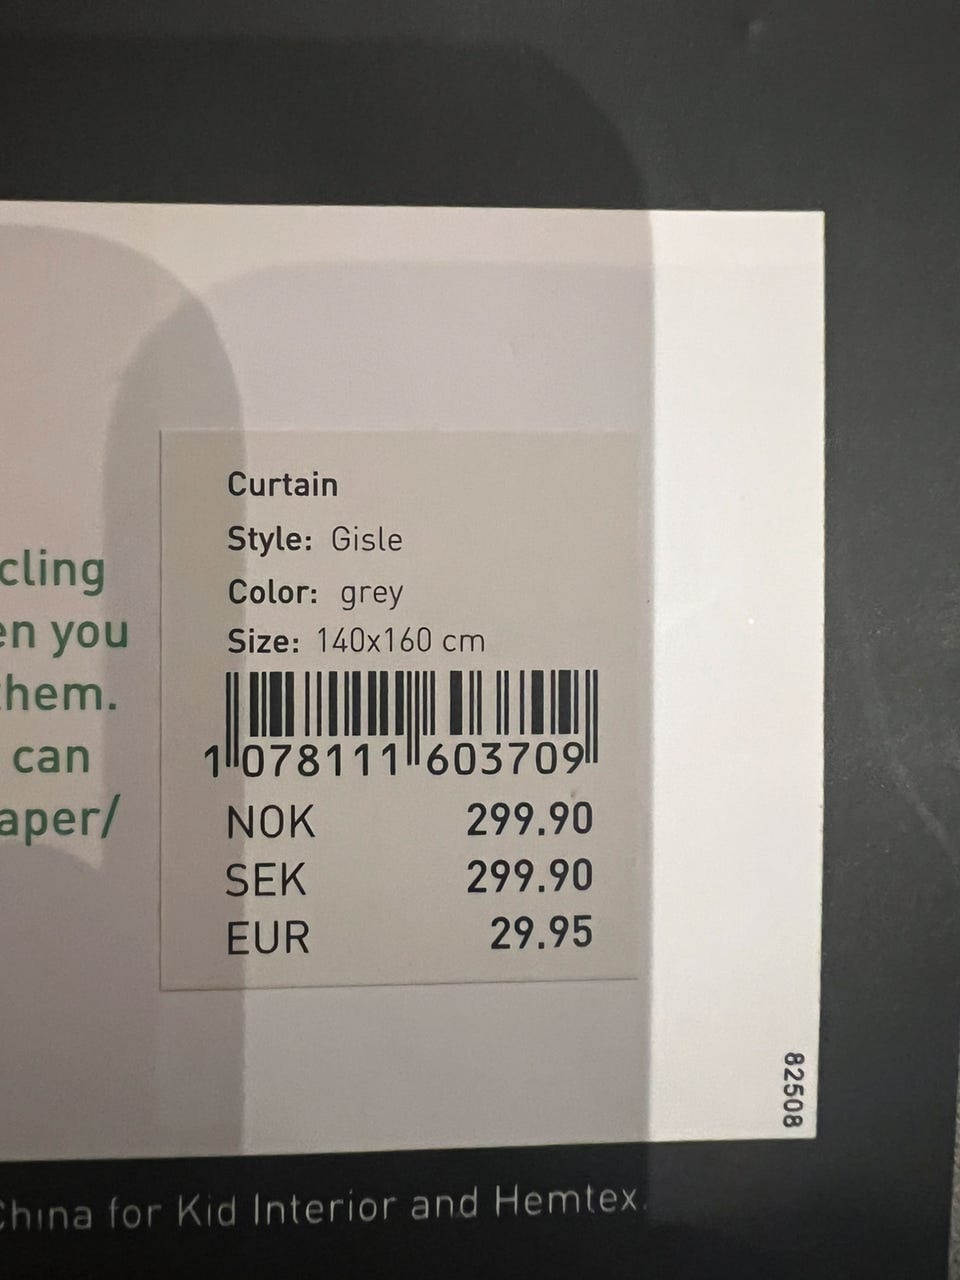 Curtain
Style: Gisle
Color: grey
Size: 140x160 cm
1 078111 603709
NOK 299.90
SEK 299.90
EUR 29.95
cling
en you
them.
can
aper/
82508
China for Kid Interior and Hemtex.